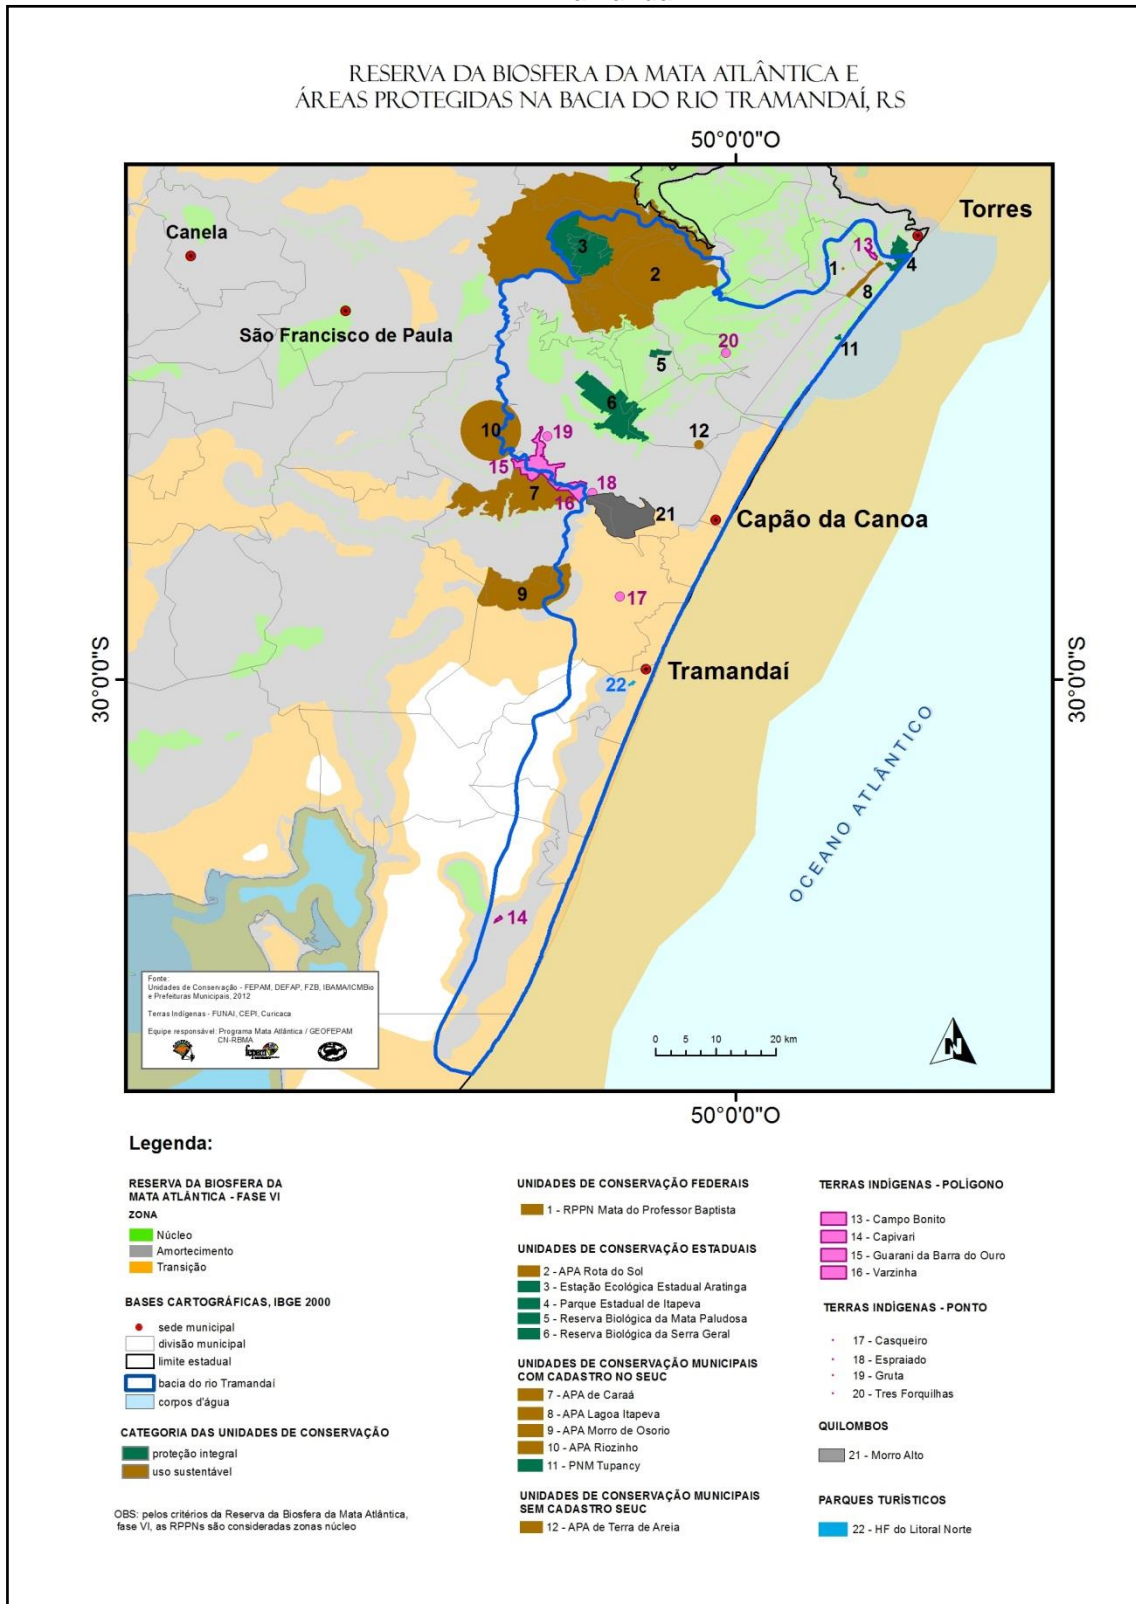 RESERVA DA BIOSFERA DA MATA ATLÂNTICA E
ÁREAS PROTEGIDAS NA BACIA DO RIO TRAMANDAÍ, RS
50°0'0"O
Torres
Canela
13
3
1
4
2
8
São Francisco de Paula
20
11
5
6
10
19
12
15
18
7
16
21
Capão da Canoa
9
17
30°0'0"S
30°0'0"S
Tramandaí
22
OCEANO ATLÂNTICO
14
Fonte:
Unidades de Conservação - FEPAM, DEFAP, FZB, IBAMA/ICMBio
e Prefeituras Municipais, 2012
Terras Indígenas - FUNAI, CEPI, Curicaca
Equipe responsável: Programa Mata Atlântica / GEOFEPAM
CN-RBMA
fepam
0 5 10 20 km
N
50°0'0"O
Legenda:
RESERVA DA BIOSFERA DA
MATA ATLÂNTICA - FASE VI
ZONA
Núcleo
Amortecimento
Transição
BASES CARTOGRÁFICAS, IBGE 2000
sede municipal
divisão municipal
limite estadual
bacia do rio Tramandaí
corpos d'água
CATEGORIA DAS UNIDADES DE CONSERVAÇÃO
proteção integral
uso sustentável
OBS: pelos critérios da Reserva da Biosfera da Mata Atlântica,
fase VI, as RPPNs são consideradas zonas núcleo
UNIDADES DE CONSERVAÇÃO FEDERAIS
1 - RPPN Mata do Professor Baptista
UNIDADES DE CONSERVAÇÃO ESTADUAIS
2 - APA Rota do Sol
3 - Estação Ecológica Estadual Aratinga
4 - Parque Estadual de Itapeva
5 - Reserva Biológica da Mata Paludosa
6 - Reserva Biológica da Serra Geral
UNIDADES DE CONSERVAÇÃO MUNICIPAIS
COM CADASTRO NO SEUC
7 - APA de Caraá
8 - APA Lagoa Itapeva
9 - APA Morro de Osorio
10 - APA Riozinho
11 - PNM Tupancy
UNIDADES DE CONSERVAÇÃO MUNICIPAIS
SEM CADASTRO SEUC
12 - APA de Terra de Areia
TERRAS INDÍGENAS - POLÍGONO
13 - Campo Bonito
14 - Capivari
15 - Guarani da Barra do Ouro
16 - Varzinha
TERRAS INDÍGENAS - PONTO
17 - Casqueiro
18 - Espraiado
19 - Gruta
20 - Tres Forquilhas
QUILOMBOS
21 - Morro Alto
PARQUES TURÍSTICOS
22 - HF do Litoral Norte